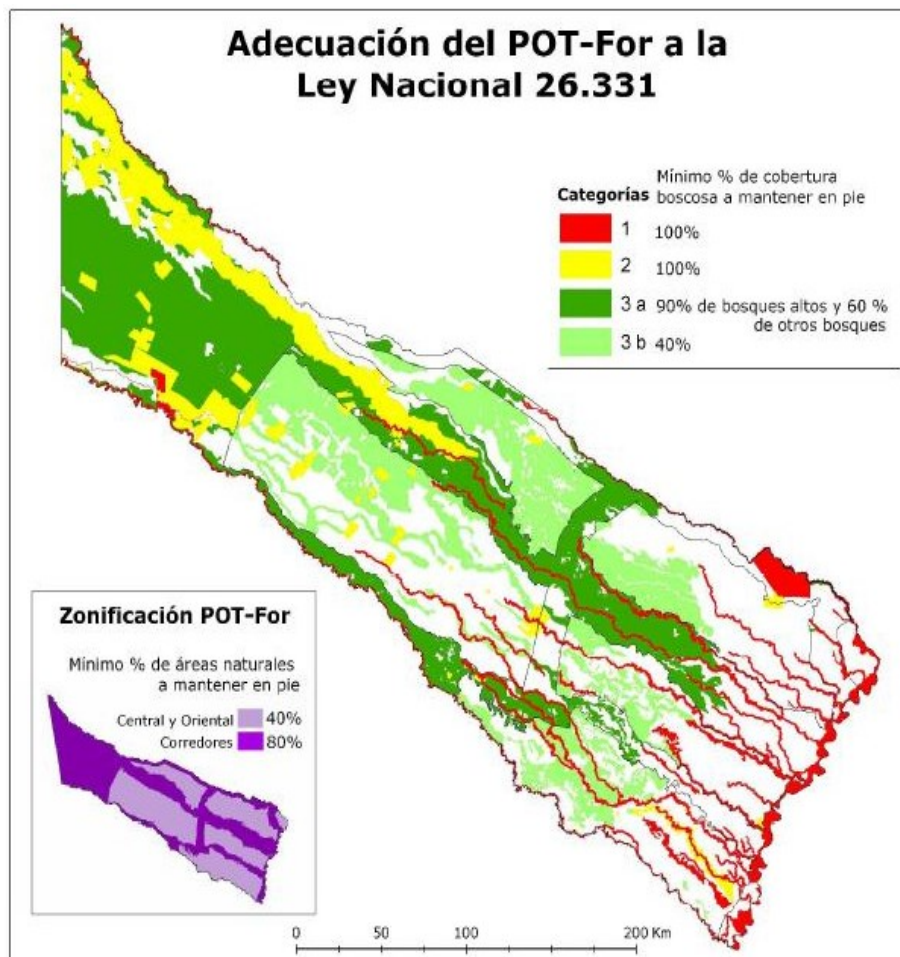 Adecuación del POT-For a la
Ley Nacional 26.331
Categorías
Mínimo % de cobertura
boscosa a mantener en pie
1 100%
2 100%
3 a 90% de bosques altos y 60 %
de otros bosques
3 b 40%
Zonificación POT-For
Mínimo % de áreas naturales
a mantener en pie
Central y Oriental 40%
Corredores 80%
0 50 100 200 Km